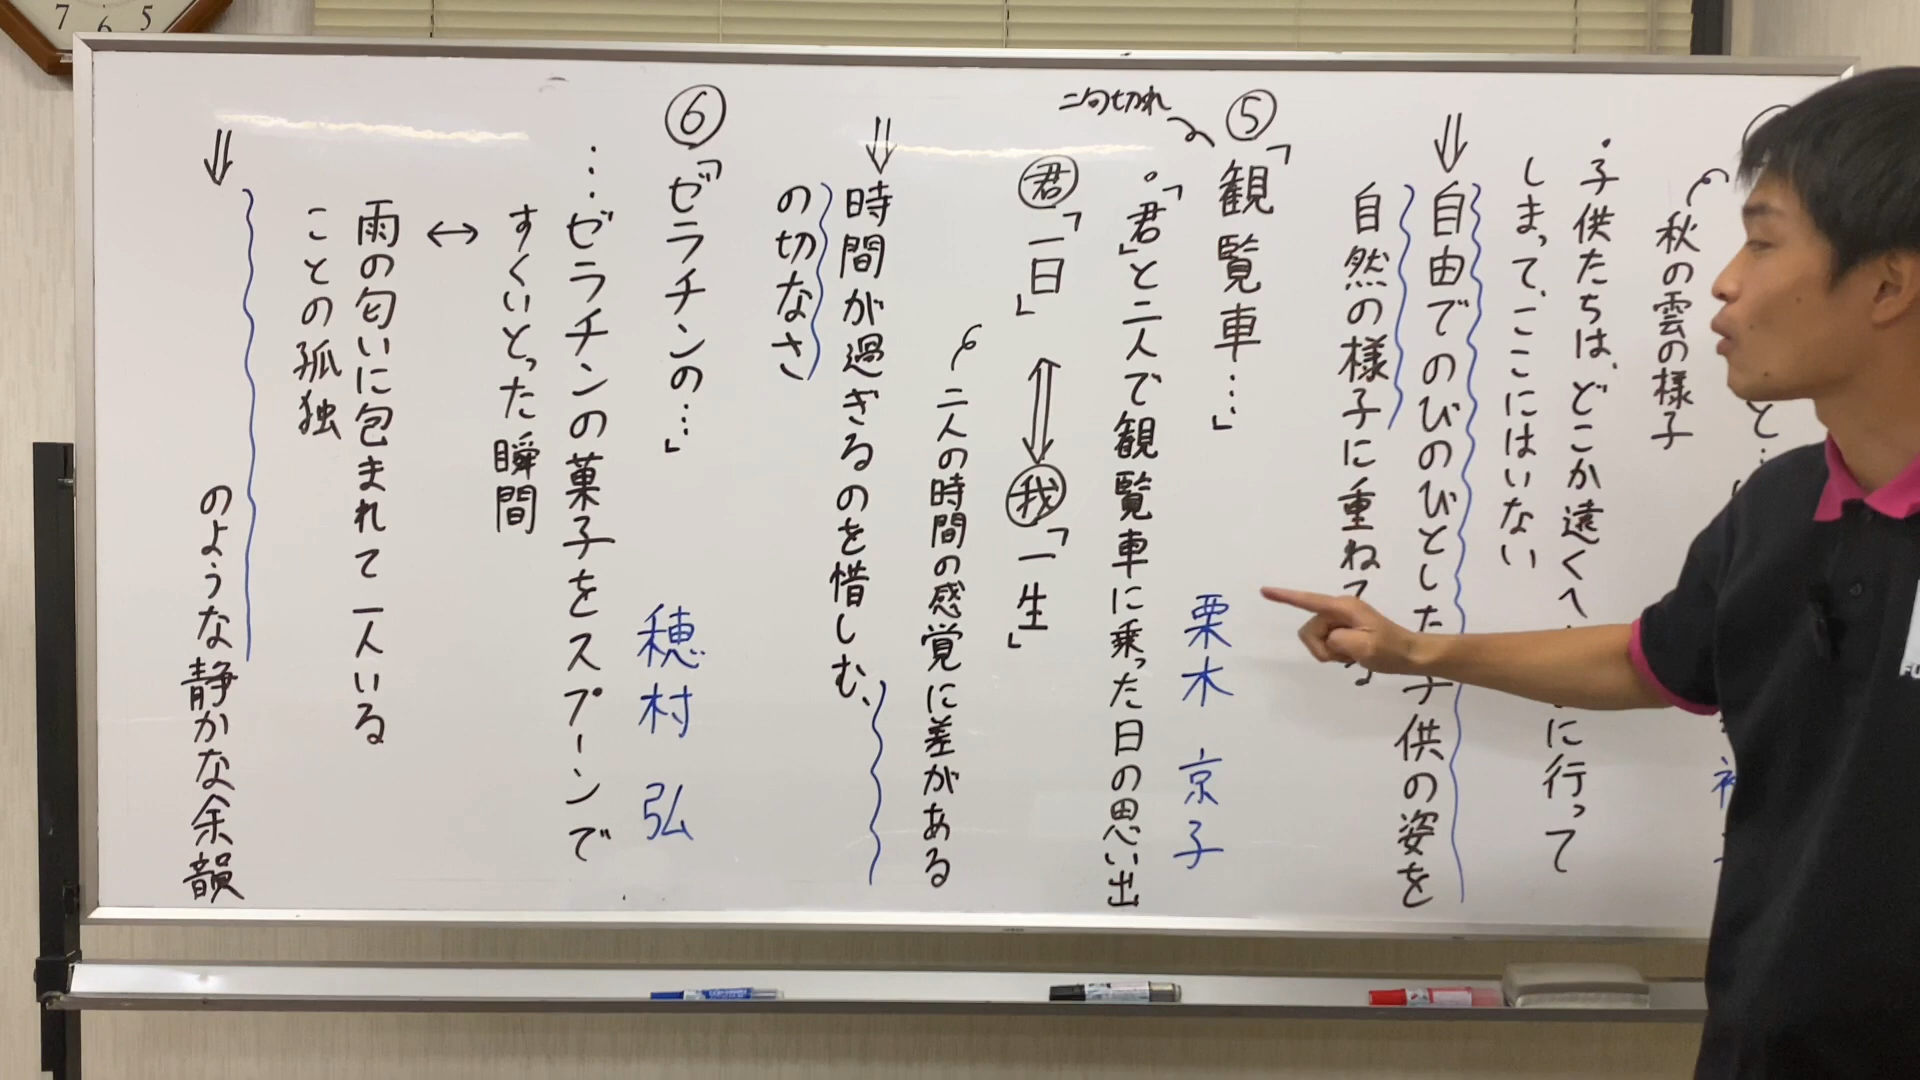 秋の雲の様子
・子供たちは、どこか遠くへ
に行って
しまって、ここにはいない
⇓自由でのびのびとした
子供の姿を
自然の様子に重ねて
る
二句切れ
⑤「観覧車…」
栗木 京子
・「君」と二人で観覧車に乗った日の思い出
君「一日」⇔我「一生」
二人の時間の感覚に差がある
⇓時間が過ぎるのを惜しむ、
の切なさ
⑥「ゼラチンの…」
穂村 弘
…ゼラチンの菓子をスプーンで
すくいとった瞬間
↔
雨の匂いに包まれて一人いる
ことの孤独
⇓
のような静かな余韻
7 6 5